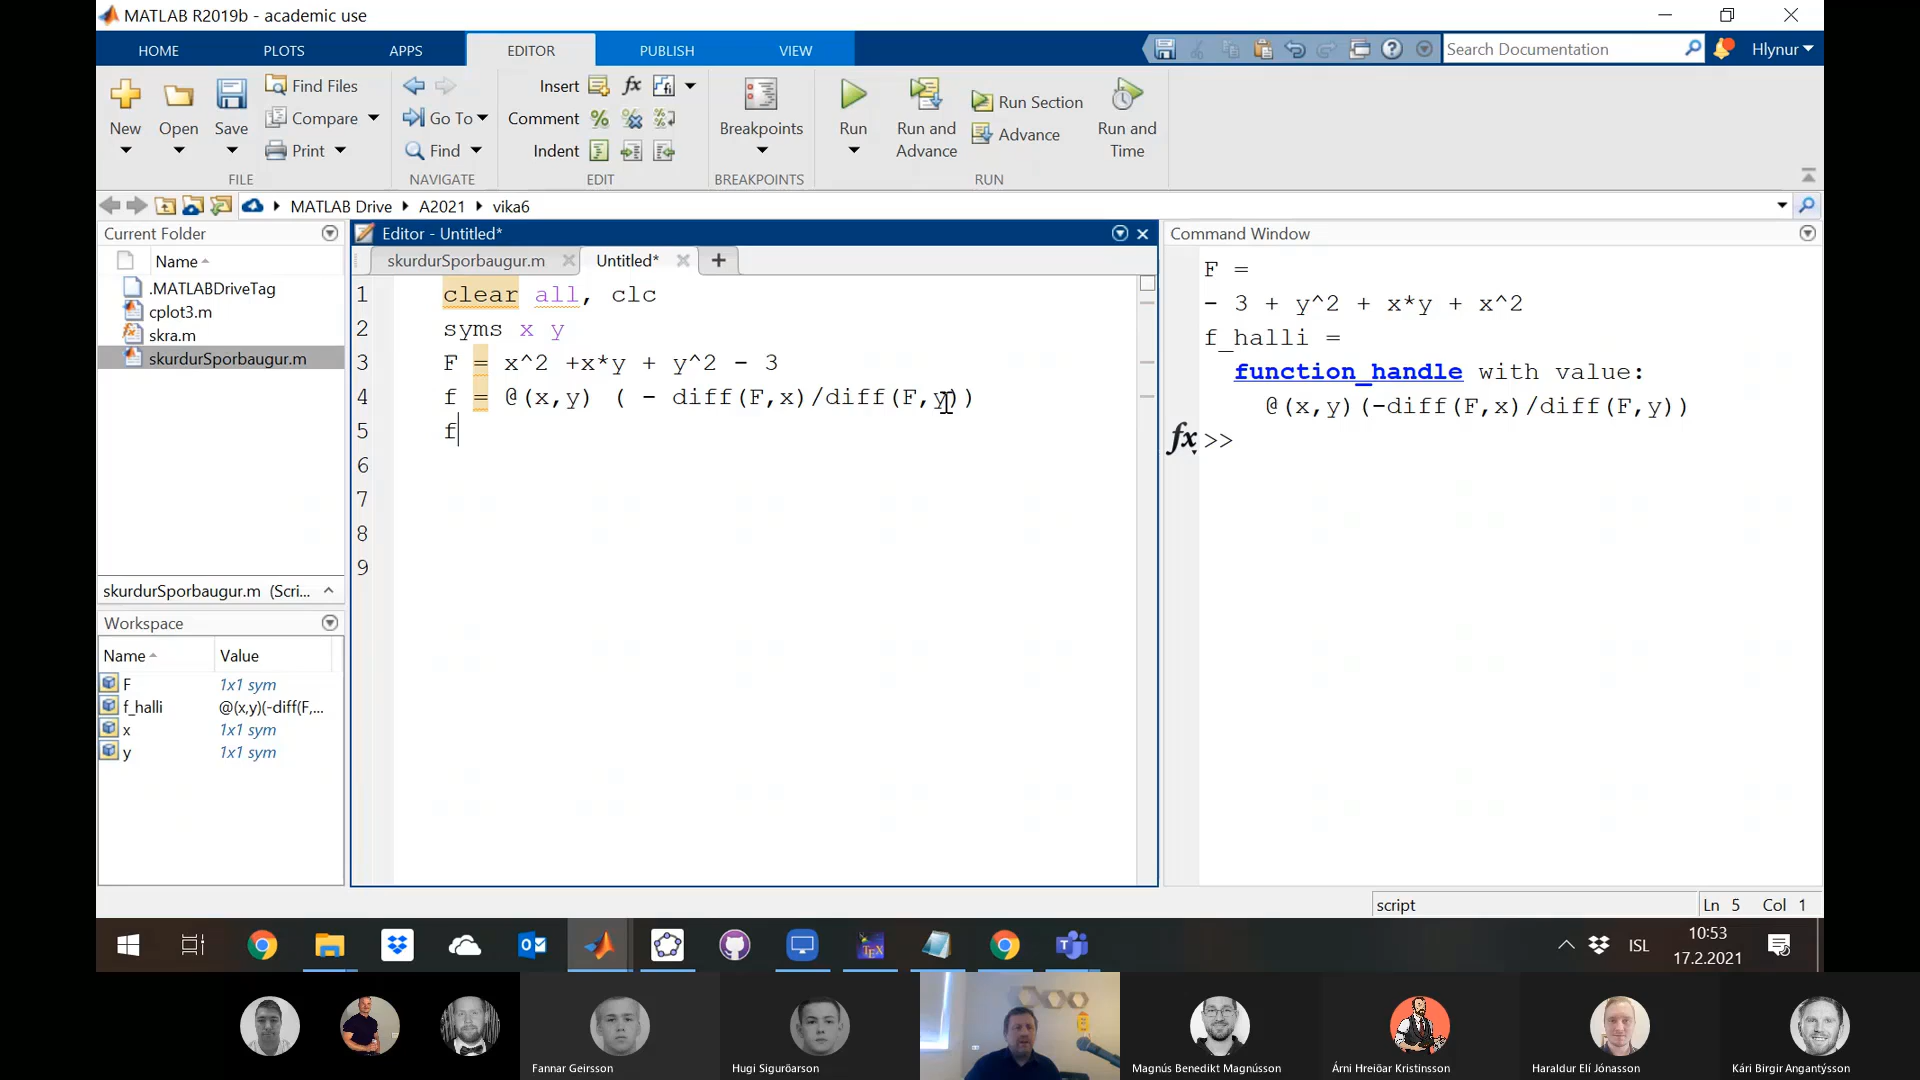 MATLAB R2019b - academic use
HOME PLOTS APPS EDITOR PUBLISH VIEW
Search Documentation
Hlynur
New
Open
Save
Find Files
Compare
Print
FILE
Go To
Find
NAVIGATE
Insert
Comment
Indent
EDIT
Breakpoints
BREAKPOINTS
Run
Run and Advance
Run Section
Advance
Run and Time
RUN
MATLAB Drive A2021 vika6
Current Folder
Name
.MATLABDriveTag
cplot3.m
skra.m
skurdurSporbaugur.m
skurdurSporbaugur.m (Scri...
Workspace
Name Value
F 1x1 sym
f_halli @(x,y)(-diff(F,...
x 1x1 sym
y 1x1 sym
Editor - Untitled*
skurdurSporbaugur.m Untitled*
1 clear all, clc
2 syms x y
3 F = x^2 +x*y + y^2 - 3
4 f = @(x,y) ( - diff(F,x)/diff(F,y))
5 f
6
7
8
9
Command Window
F =
- 3 + y^2 + x*y + x^2
f_halli =
function_handle with value:
@(x,y)(-diff(F,x)/diff(F,y))
fx >>
script
Ln 5 Col 1
ISL
10:53
17.2.2021
Fannar Geirsson
Hugi Sigurðarson
Magnús Benedikt Magnússon
Árni Hreiðar Kristinsson
Haraldur Elí Jónasson
Kári Birgir Angantýsson